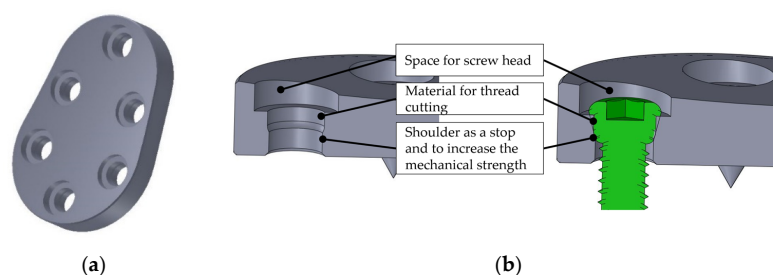 Space for screw head
Material for thread
cutting
Shoulder as a stop
and to increase the
mechanical strength
(a)
(b)